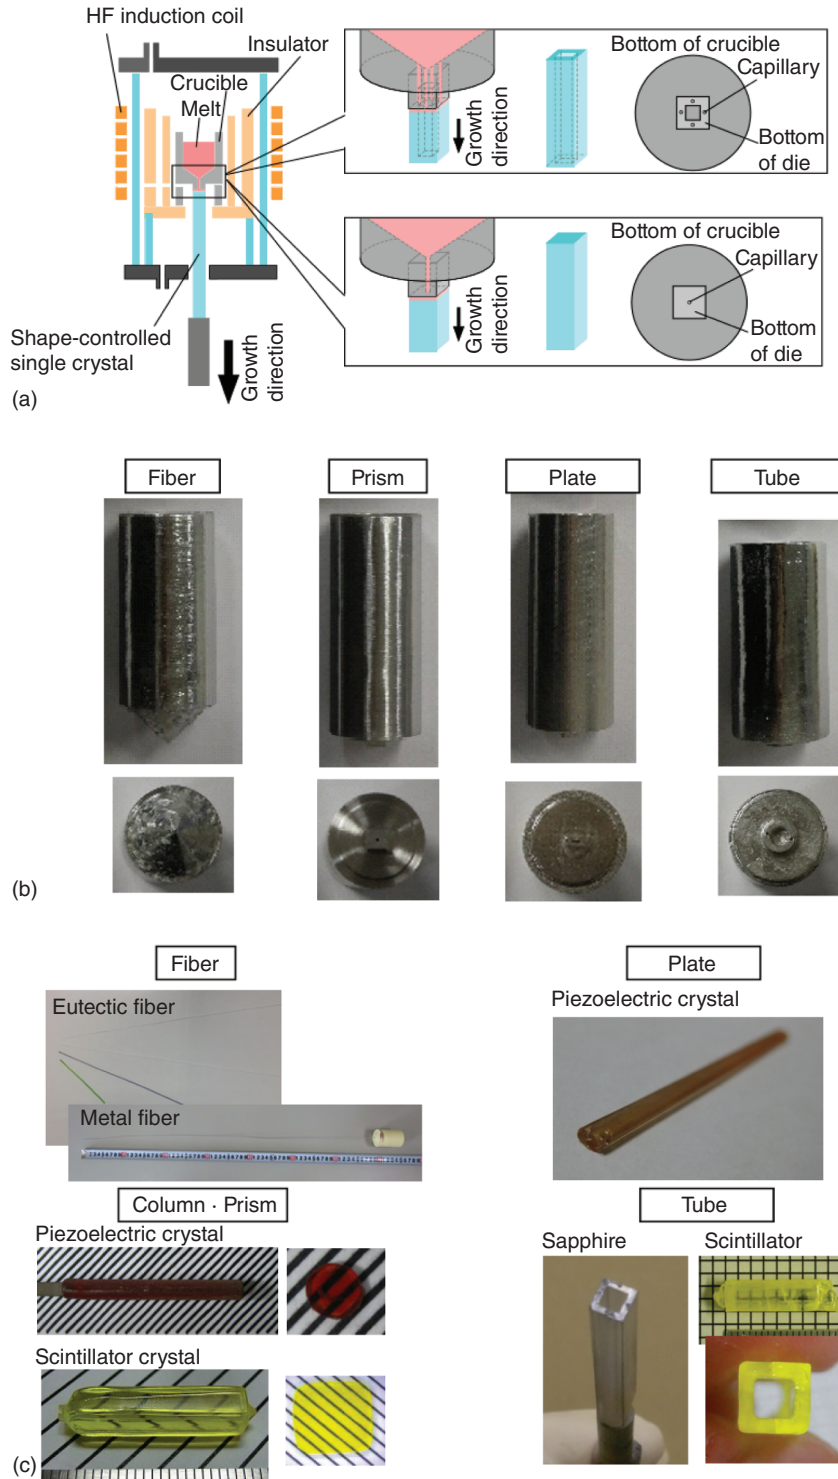 HF induction coil
Insulator
Crucible
Melt
Shape-controlled
single crystal
Growth
direction
Growth
direction
Bottom of crucible
Capillary
Bottom
of die
Growth
direction
Bottom of crucible
Capillary
Bottom
of die
(a)
Fiber
Prism
Plate
Tube
(b)
Fiber
Eutectic fiber
Metal fiber
Plate
Piezoelectric crystal
Column · Prism
Piezoelectric crystal
Scintillator crystal
Tube
Sapphire
Scintillator
(c)